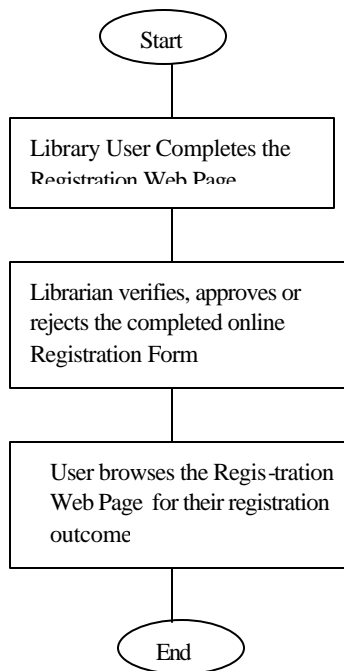 Start
Library User Completes the
Registration Web Page
Librarian verifies, approves or
rejects the completed online
Registration Form
User browses the Regis-tration
Web Page for their registration
outcome
End